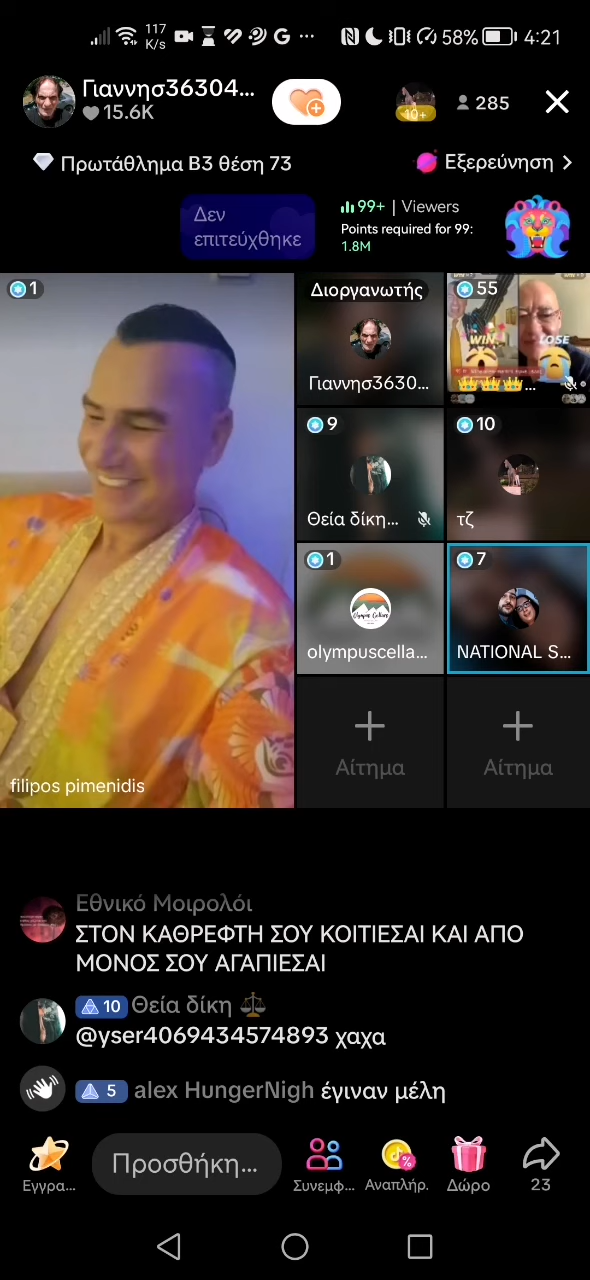 117
K/s
58%
4:21
Γιαννησ36304...
15.6K
10+
285
Πρωτάθλημα B3 θέση 73
Εξερεύνηση >
Δεν
επιτεύχθηκε
99+ | Viewers
Points required for 99:
1.8M
1
Διοργανωτής
Γιαννησ3630...
55
WIN
LOSE
...
9
Θεία δίκη...
10
τζ
1
olympuscella...
7
NATIONAL S...
filipos pimenidis
Αίτημα
Αίτημα
Εθνικό Μοιρολόι
ΣΤΟΝ ΚΑΘΡΕΦΤΗ ΣΟΥ ΚΟΙΤΙΕΣΑΙ ΚΑΙ ΑΠΟ
ΜΟΝΟΣ ΣΟΥ ΑΓΑΠΙΕΣΑΙ
10 Θεία δίκη ⚖️
@yser4069434574893 χαχα
5 alex HungerNigh έγιναν μέλη
Προσθήκη...
Εγγρα...
Συνεμφ...
Αναπλήρ.
Δώρο
23